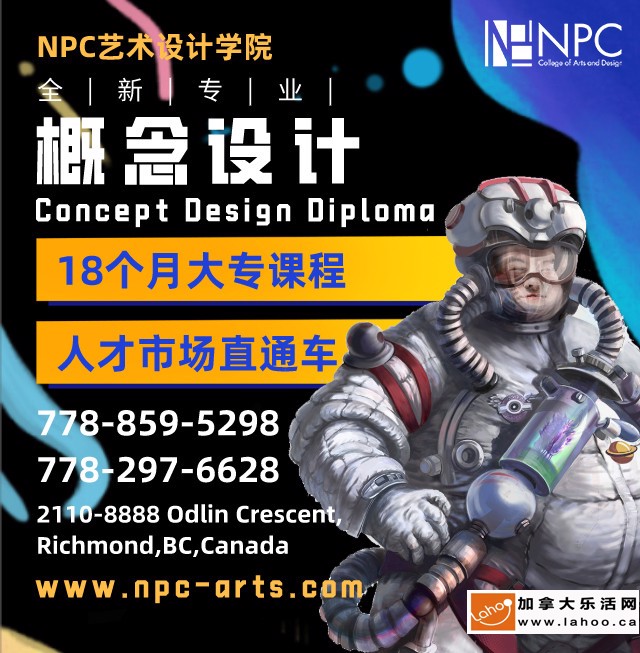 NPC艺术设计学院
NPC
College of Arts and Design
全|新|专|业|
概念设计
Concept Design Diploma
18个月大专课程
人才市场直通车
778-859-5298
778-297-6628
2110-8888 Odlin Crescent,
Richmond,BC,Canada
www.npc-arts.com
Lahoo
加拿大乐活网
www.lahoo.ca